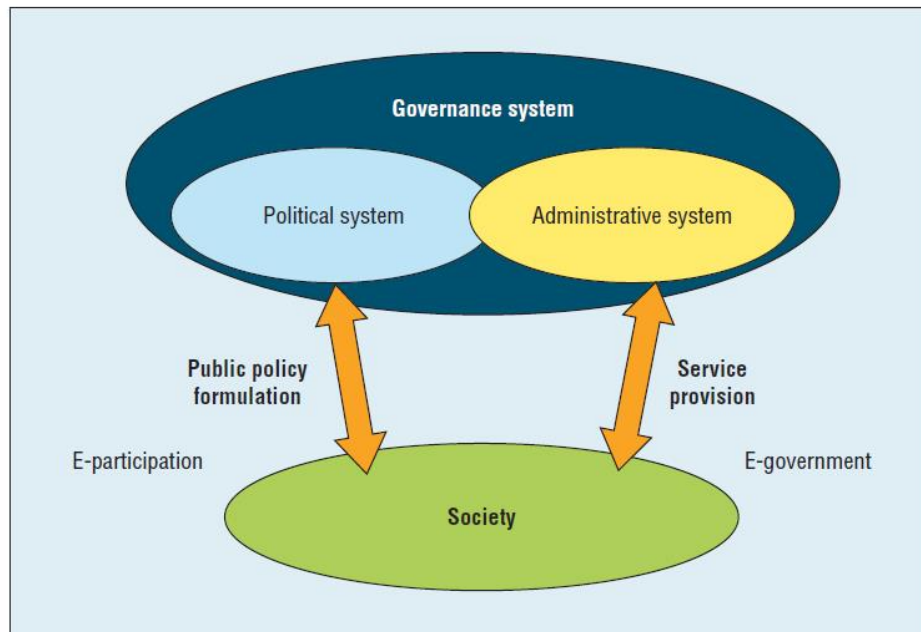 Governance system
Political system
Administrative system
Public policy
formulation
Service
provision
E-participation
E-government
Society